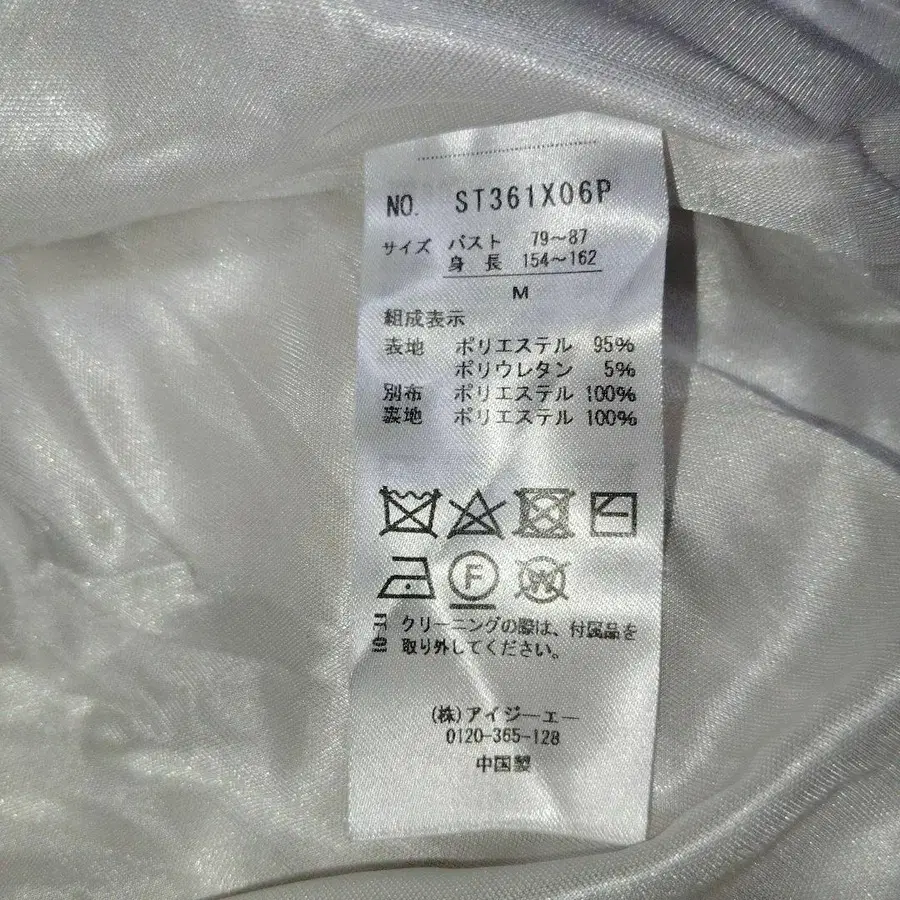 NO. ST361X06P
サイズ バスト 79～87
身長 154～162
M
組成表示
表地 ポリエステル 95%
ポリウレタン 5%
別布 ポリエステル 100%
裏地 ポリエステル 100%
F W
クリーニングの際は、付属品を
取り外してください。
(株)アイジーエー
0120-365-128
中国製